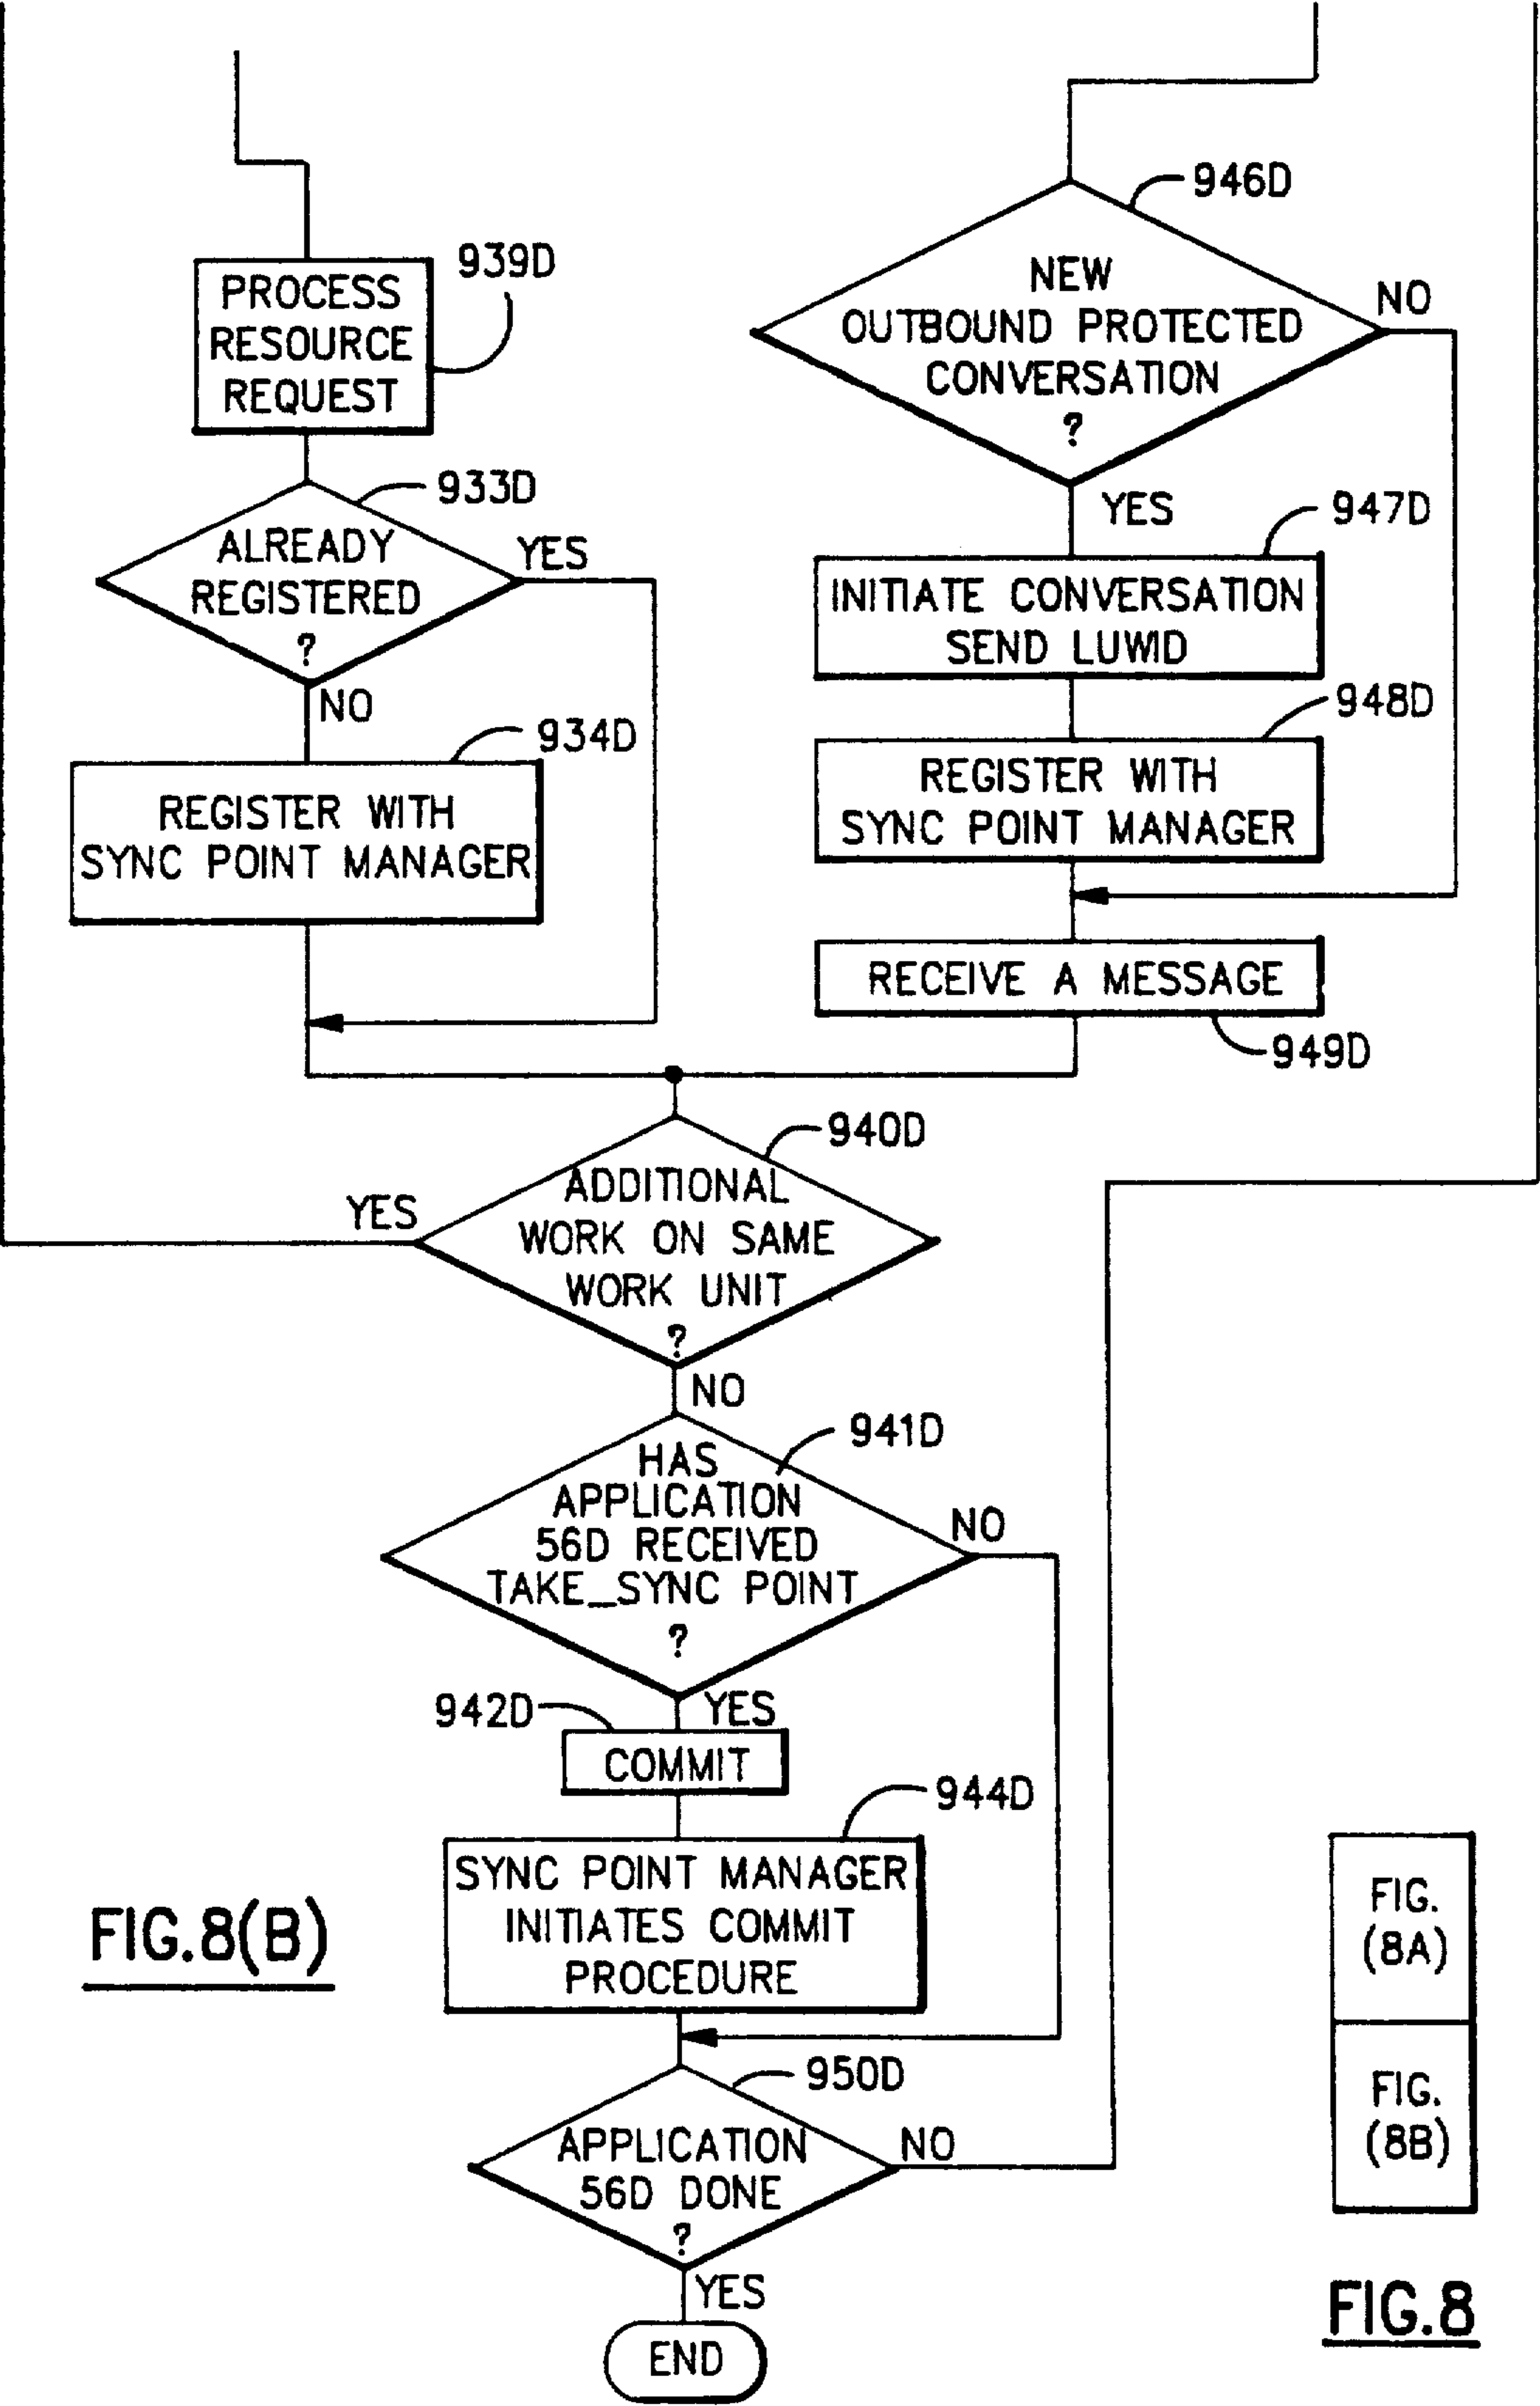 946D
NEW
OUTBOUND PROTECTED
CONVERSATION
?
NO
YES
939D
PROCESS
RESOURCE
REQUEST
933D
ALREADY
REGISTERED
?
YES
NO
947D
INITIATE CONVERSATION
SEND LUWID
934D
REGISTER WITH
SYNC POINT MANAGER
948D
REGISTER WITH
SYNC POINT MANAGER
RECEIVE A MESSAGE
949D
940D
ADDITIONAL
WORK ON SAME
WORK UNIT
?
YES
NO
941D
HAS
APPLICATION
56D RECEIVED
TAKE_SYNC POINT
?
NO
YES
942D
COMMIT
944D
SYNC POINT MANAGER
INITIATES COMMIT
PROCEDURE
950D
APPLICATION
56D DONE
?
NO
YES
END
FIG.8(B)
FIG.
(8A)
FIG.
(8B)
FIG.8